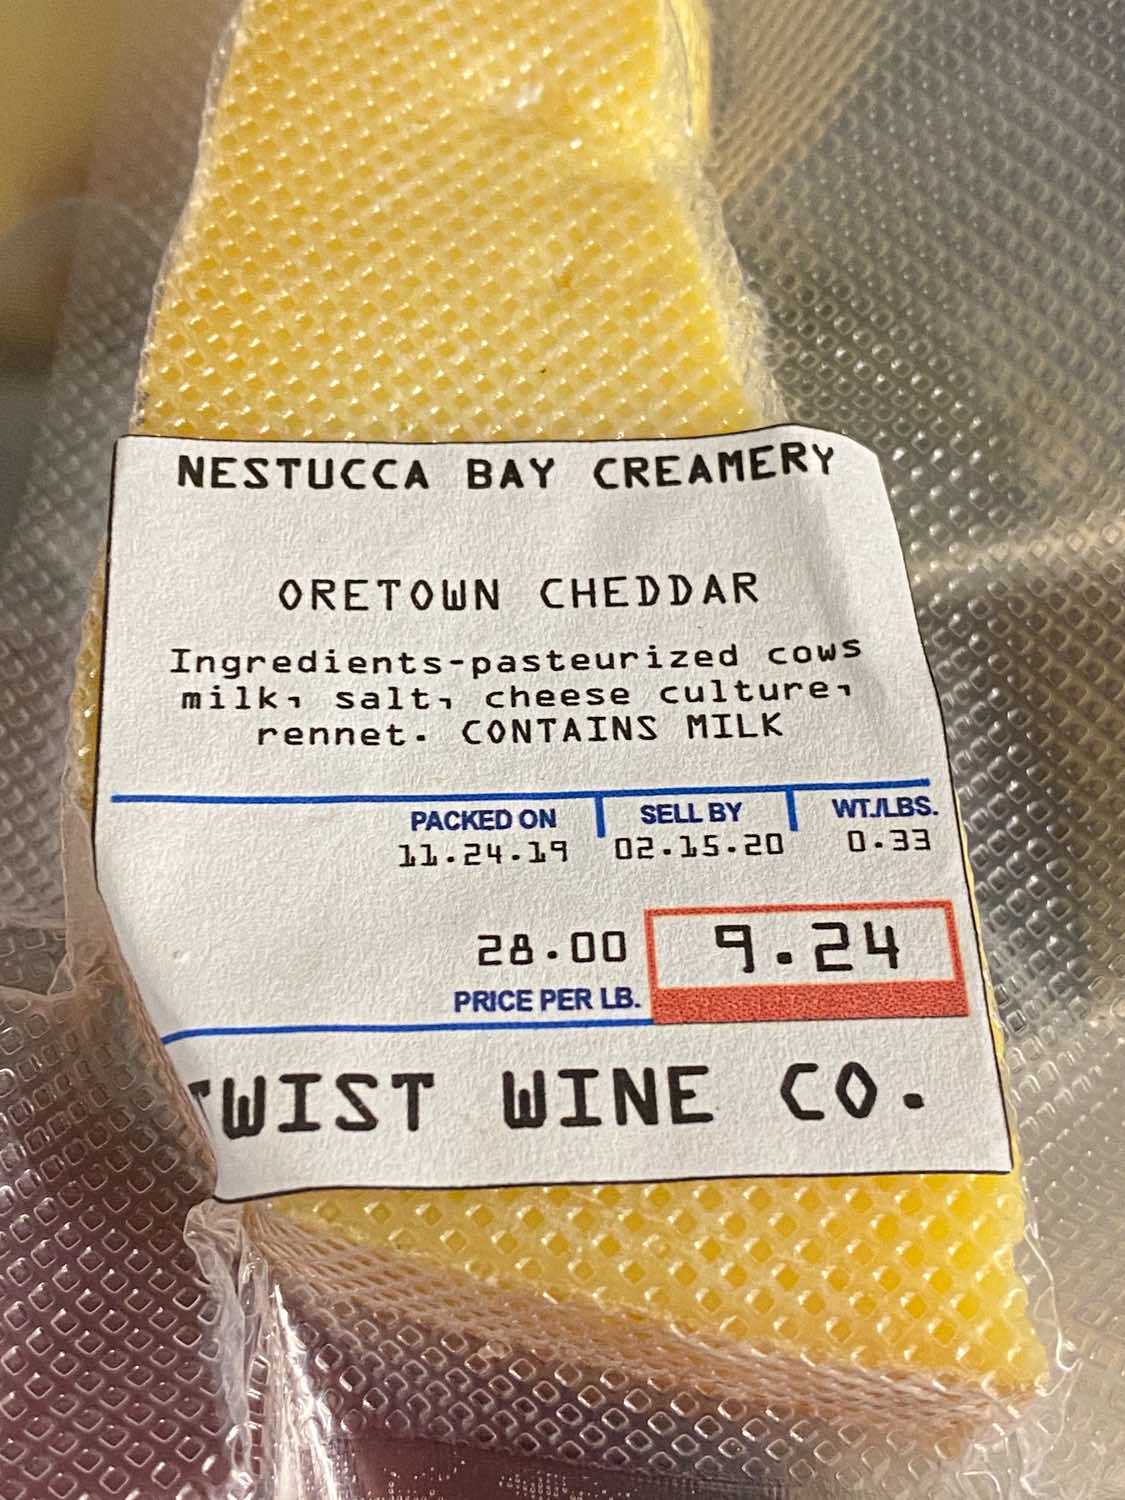 NESTUCCA BAY CREAMERY
ORETOWN CHEDDAR
Ingredients-pasteurized cows
milk, salt, cheese culture,
rennet. CONTAINS MILK
PACKED ON SELL BY WT./LBS.
11.24.19 02.15.20 0.33
28.00 9.24
PRICE PER LB.
TWIST WINE CO.